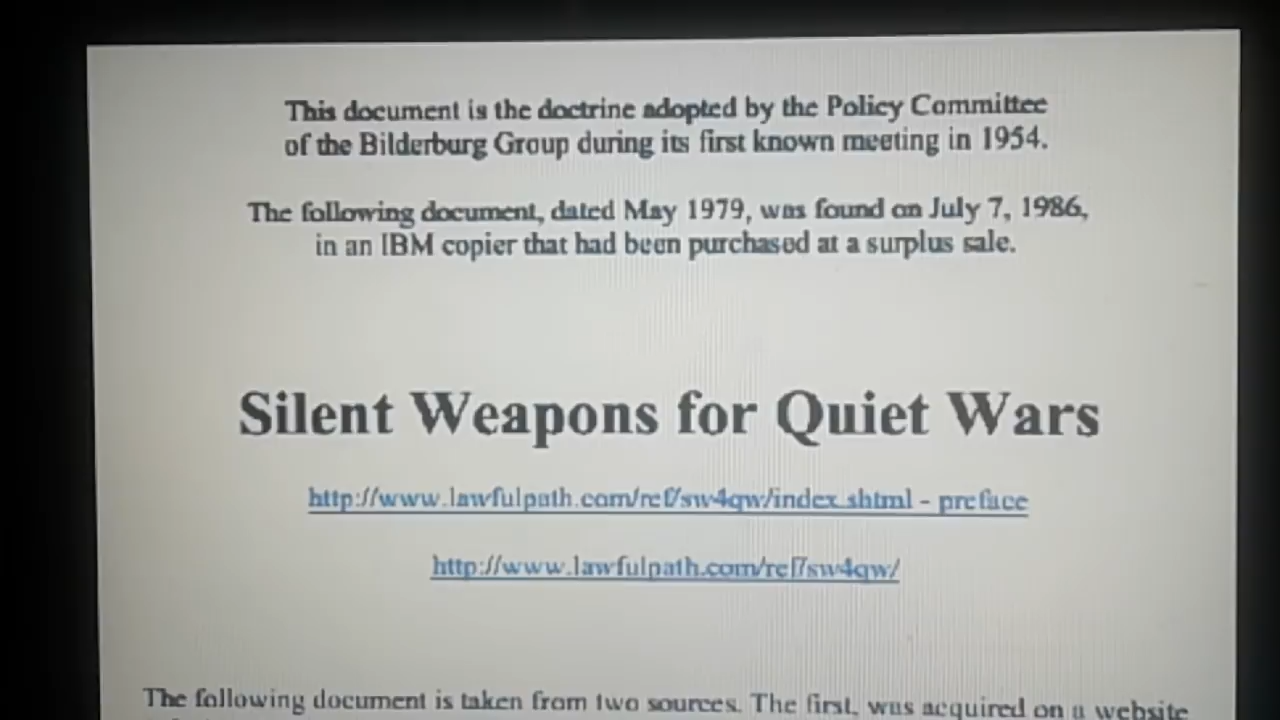 This document is the doctrine adopted by the Policy Committee
of the Bilderburg Group during its first known meeting in 1954.
The following document, dated May 1979, was found on July 7, 1986,
in an IBM copier that had been purchased at a surplus sale.
Silent Weapons for Quiet Wars
http://www.lawfulpath.com/ref/sw4qw/index.shtml - preface
http://www.lawfulpath.com/ref/sw4qw/
The following document is taken from two sources. The first, was acquired on a website